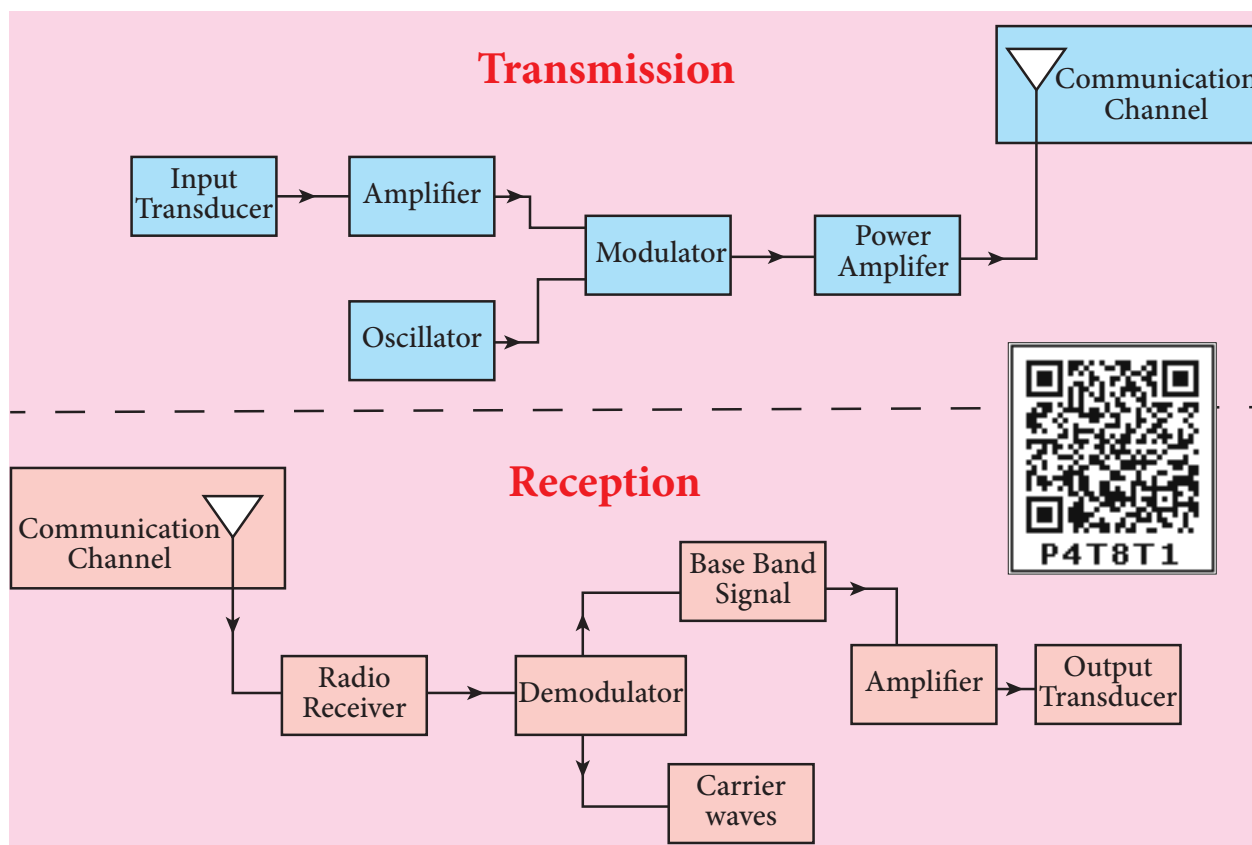 Transmission
Communication
Channel
Input
Transducer
Amplifier
Modulator
Power
Amplifer
Oscillator
P4T8T1
Reception
Communication
Channel
Base Band
Signal
Radio
Receiver
Demodulator
Amplifier
Output
Transducer
Carrier
waves